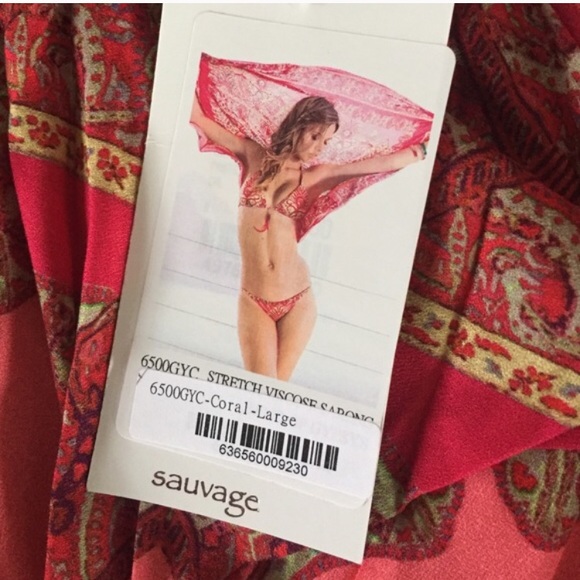 6500GYC STRETCH VISCOSE SARONG
6500GYC-Coral-Large
636560009230
sauvage